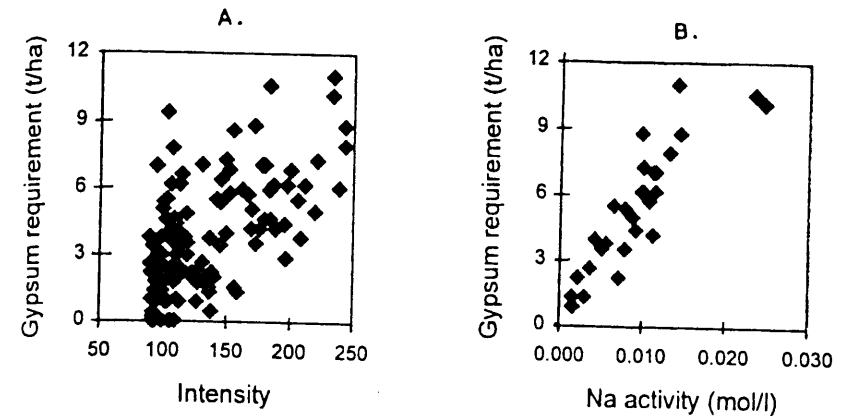 A.
Gypsum requirement (t/ha)
12
9
6
3
0
50 100 150 200 250
Intensity
B.
Gypsum requirement (t/ha)
12
9
6
3
0
0.000 0.010 0.020 0.030
Na activity (mol/l)